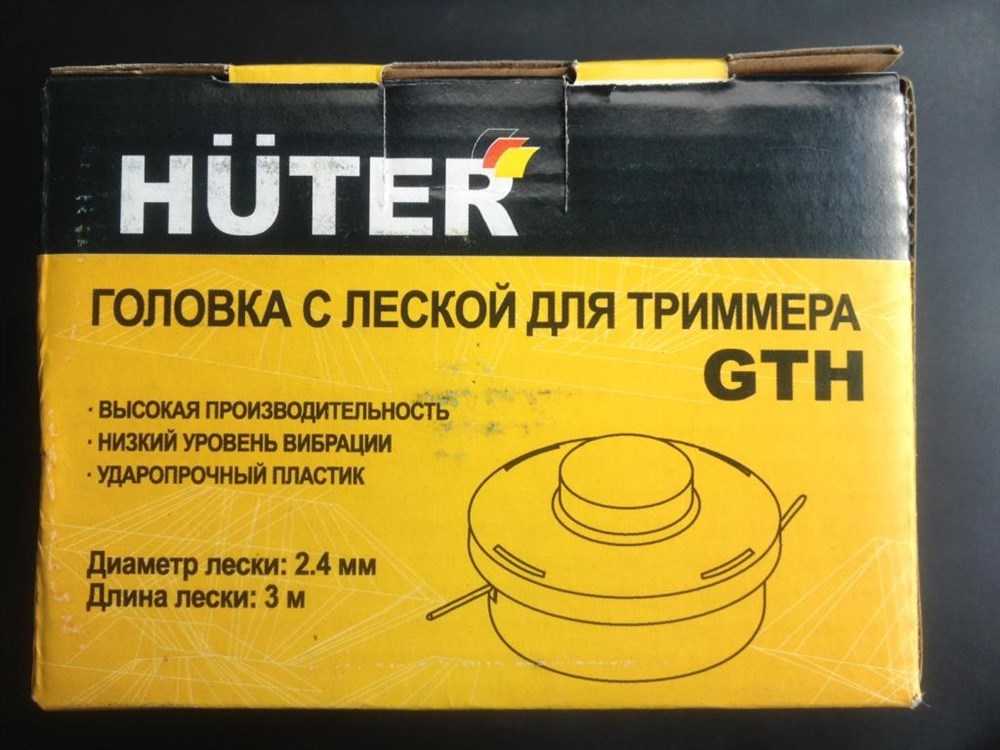 HÜTER
ГОЛОВКА С ЛЕСКОЙ ДЛЯ ТРИММЕРА
GTH
· ВЫСОКАЯ ПРОИЗВОДИТЕЛЬНОСТЬ
· НИЗКИЙ УРОВЕНЬ ВИБРАЦИИ
· УДАРОПРОЧНЫЙ ПЛАСТИК
Диаметр лески: 2.4 мм
Длина лески: 3 м